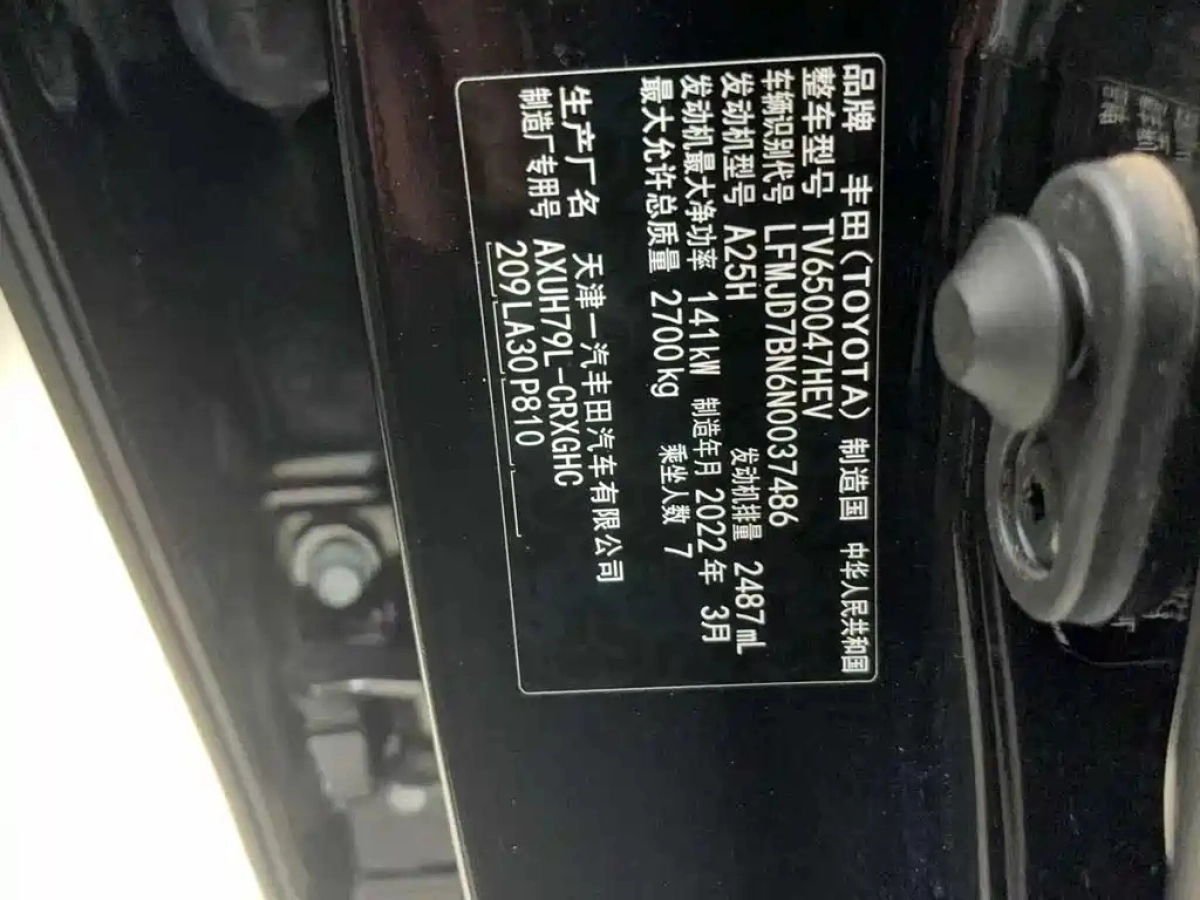 品牌 丰田(TOYOTA) 制造国 中华人民共和国
整车型号 TV650047HEV
车辆识别代号 LFMJD7BN6N0037486
发动机型号 A25H 发动机排量 2487mL
发动机最大净功率 141kW 制造年月 2022年 3月
最大允许总质量 2700kg 乘坐人数 7
生产厂名 天津一汽丰田汽车有限公司
制造厂专用号 AXUH79L-CRXGHC
209LA30P810